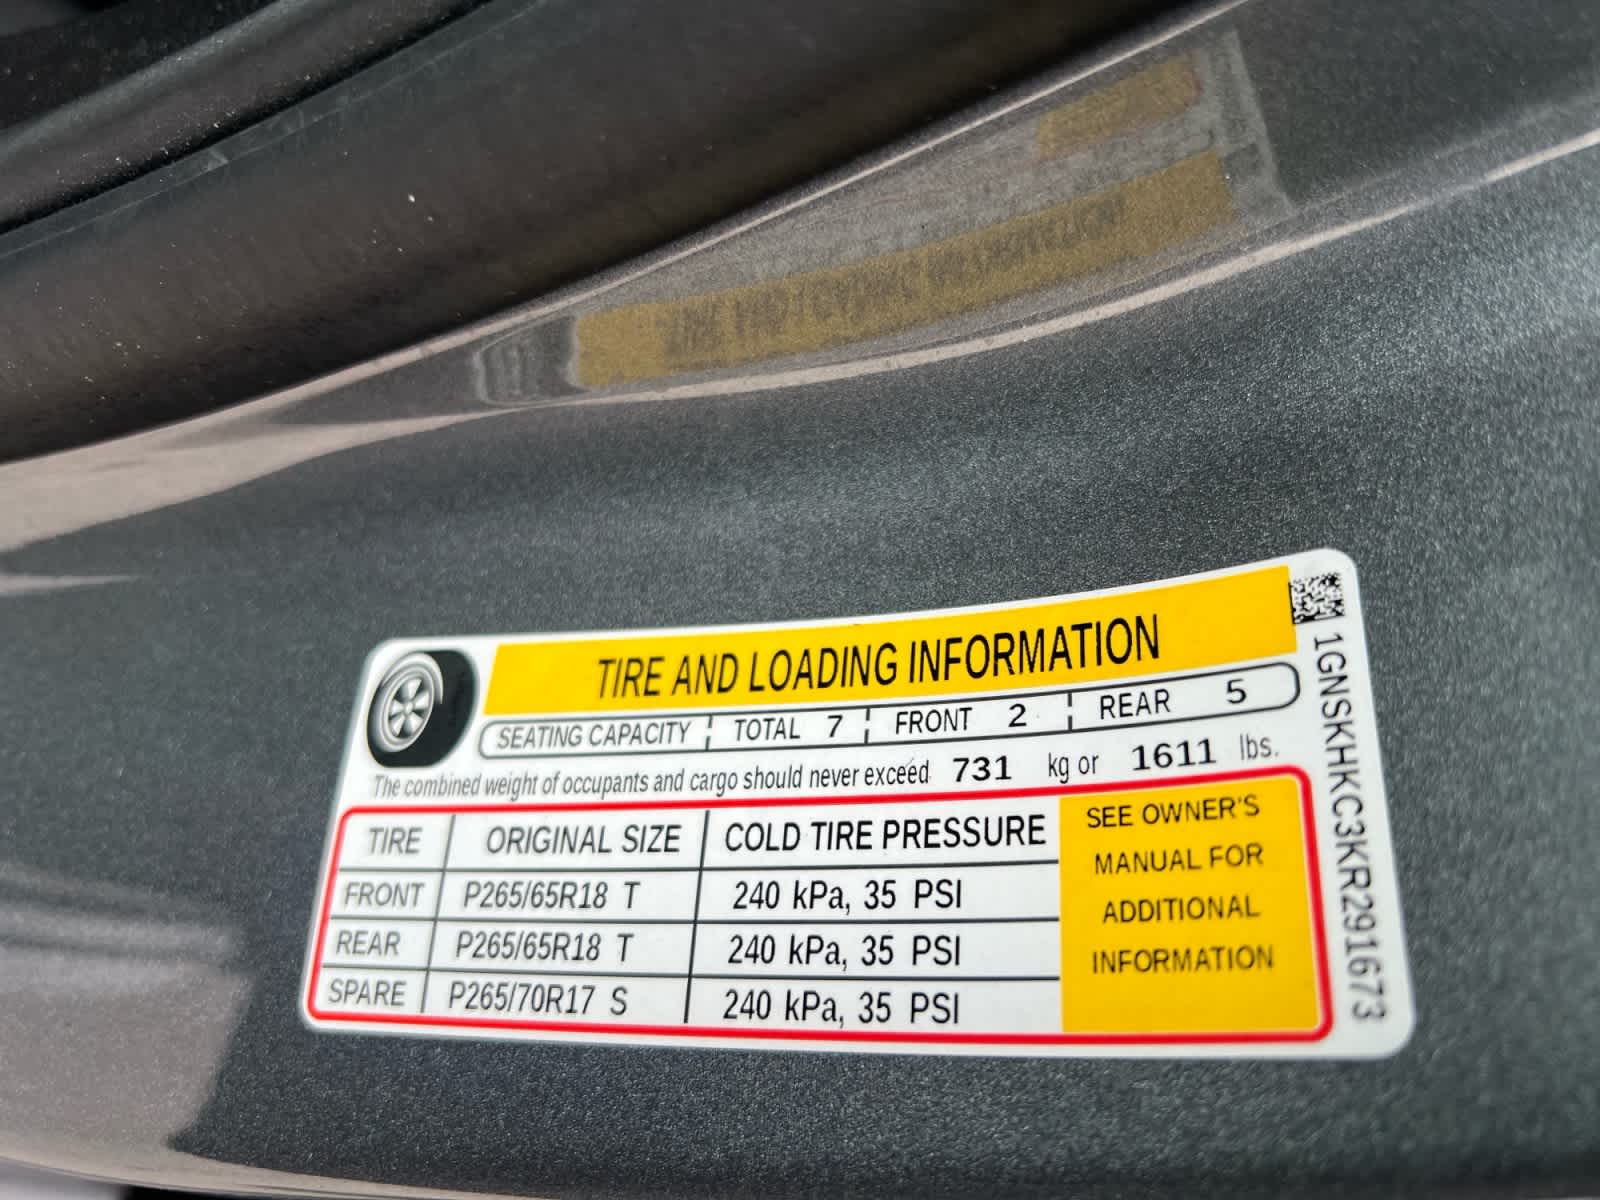 TIRE AND LOADING INFORMATION
SEATING CAPACITY TOTAL 7 FRONT 2 REAR 5
The combined weight of occupants and cargo should never exceed 731 kg or 1611 lbs.
TIRE ORIGINAL SIZE COLD TIRE PRESSURE
FRONT P265/65R18 T 240 kPa, 35 PSI
REAR P265/65R18 T 240 kPa, 35 PSI
SPARE P265/70R17 S 240 kPa, 35 PSI
SEE OWNER'S
MANUAL FOR
ADDITIONAL
INFORMATION
1GNSKHKC3KR291673